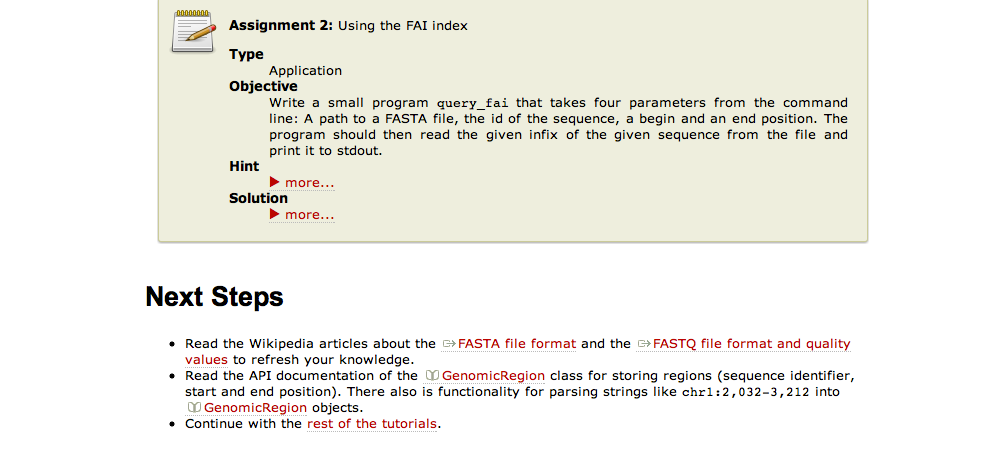 Assignment 2: Using the FAI index
Type
Application
Objective
Write a small program query_fai that takes four parameters from the command
line: A path to a FASTA file, the id of the sequence, a begin and an end position. The
program should then read the given infix of the given sequence from the file and
print it to stdout.
Hint
▶ more...
Solution
▶ more...
Next Steps
• Read the Wikipedia articles about the FASTA file format and the FASTQ file format and quality
values to refresh your knowledge.
• Read the API documentation of the GenomicRegion class for storing regions (sequence identifier,
start and end position). There also is functionality for parsing strings like chr1:2,032-3,212 into
GenomicRegion objects.
• Continue with the rest of the tutorials.